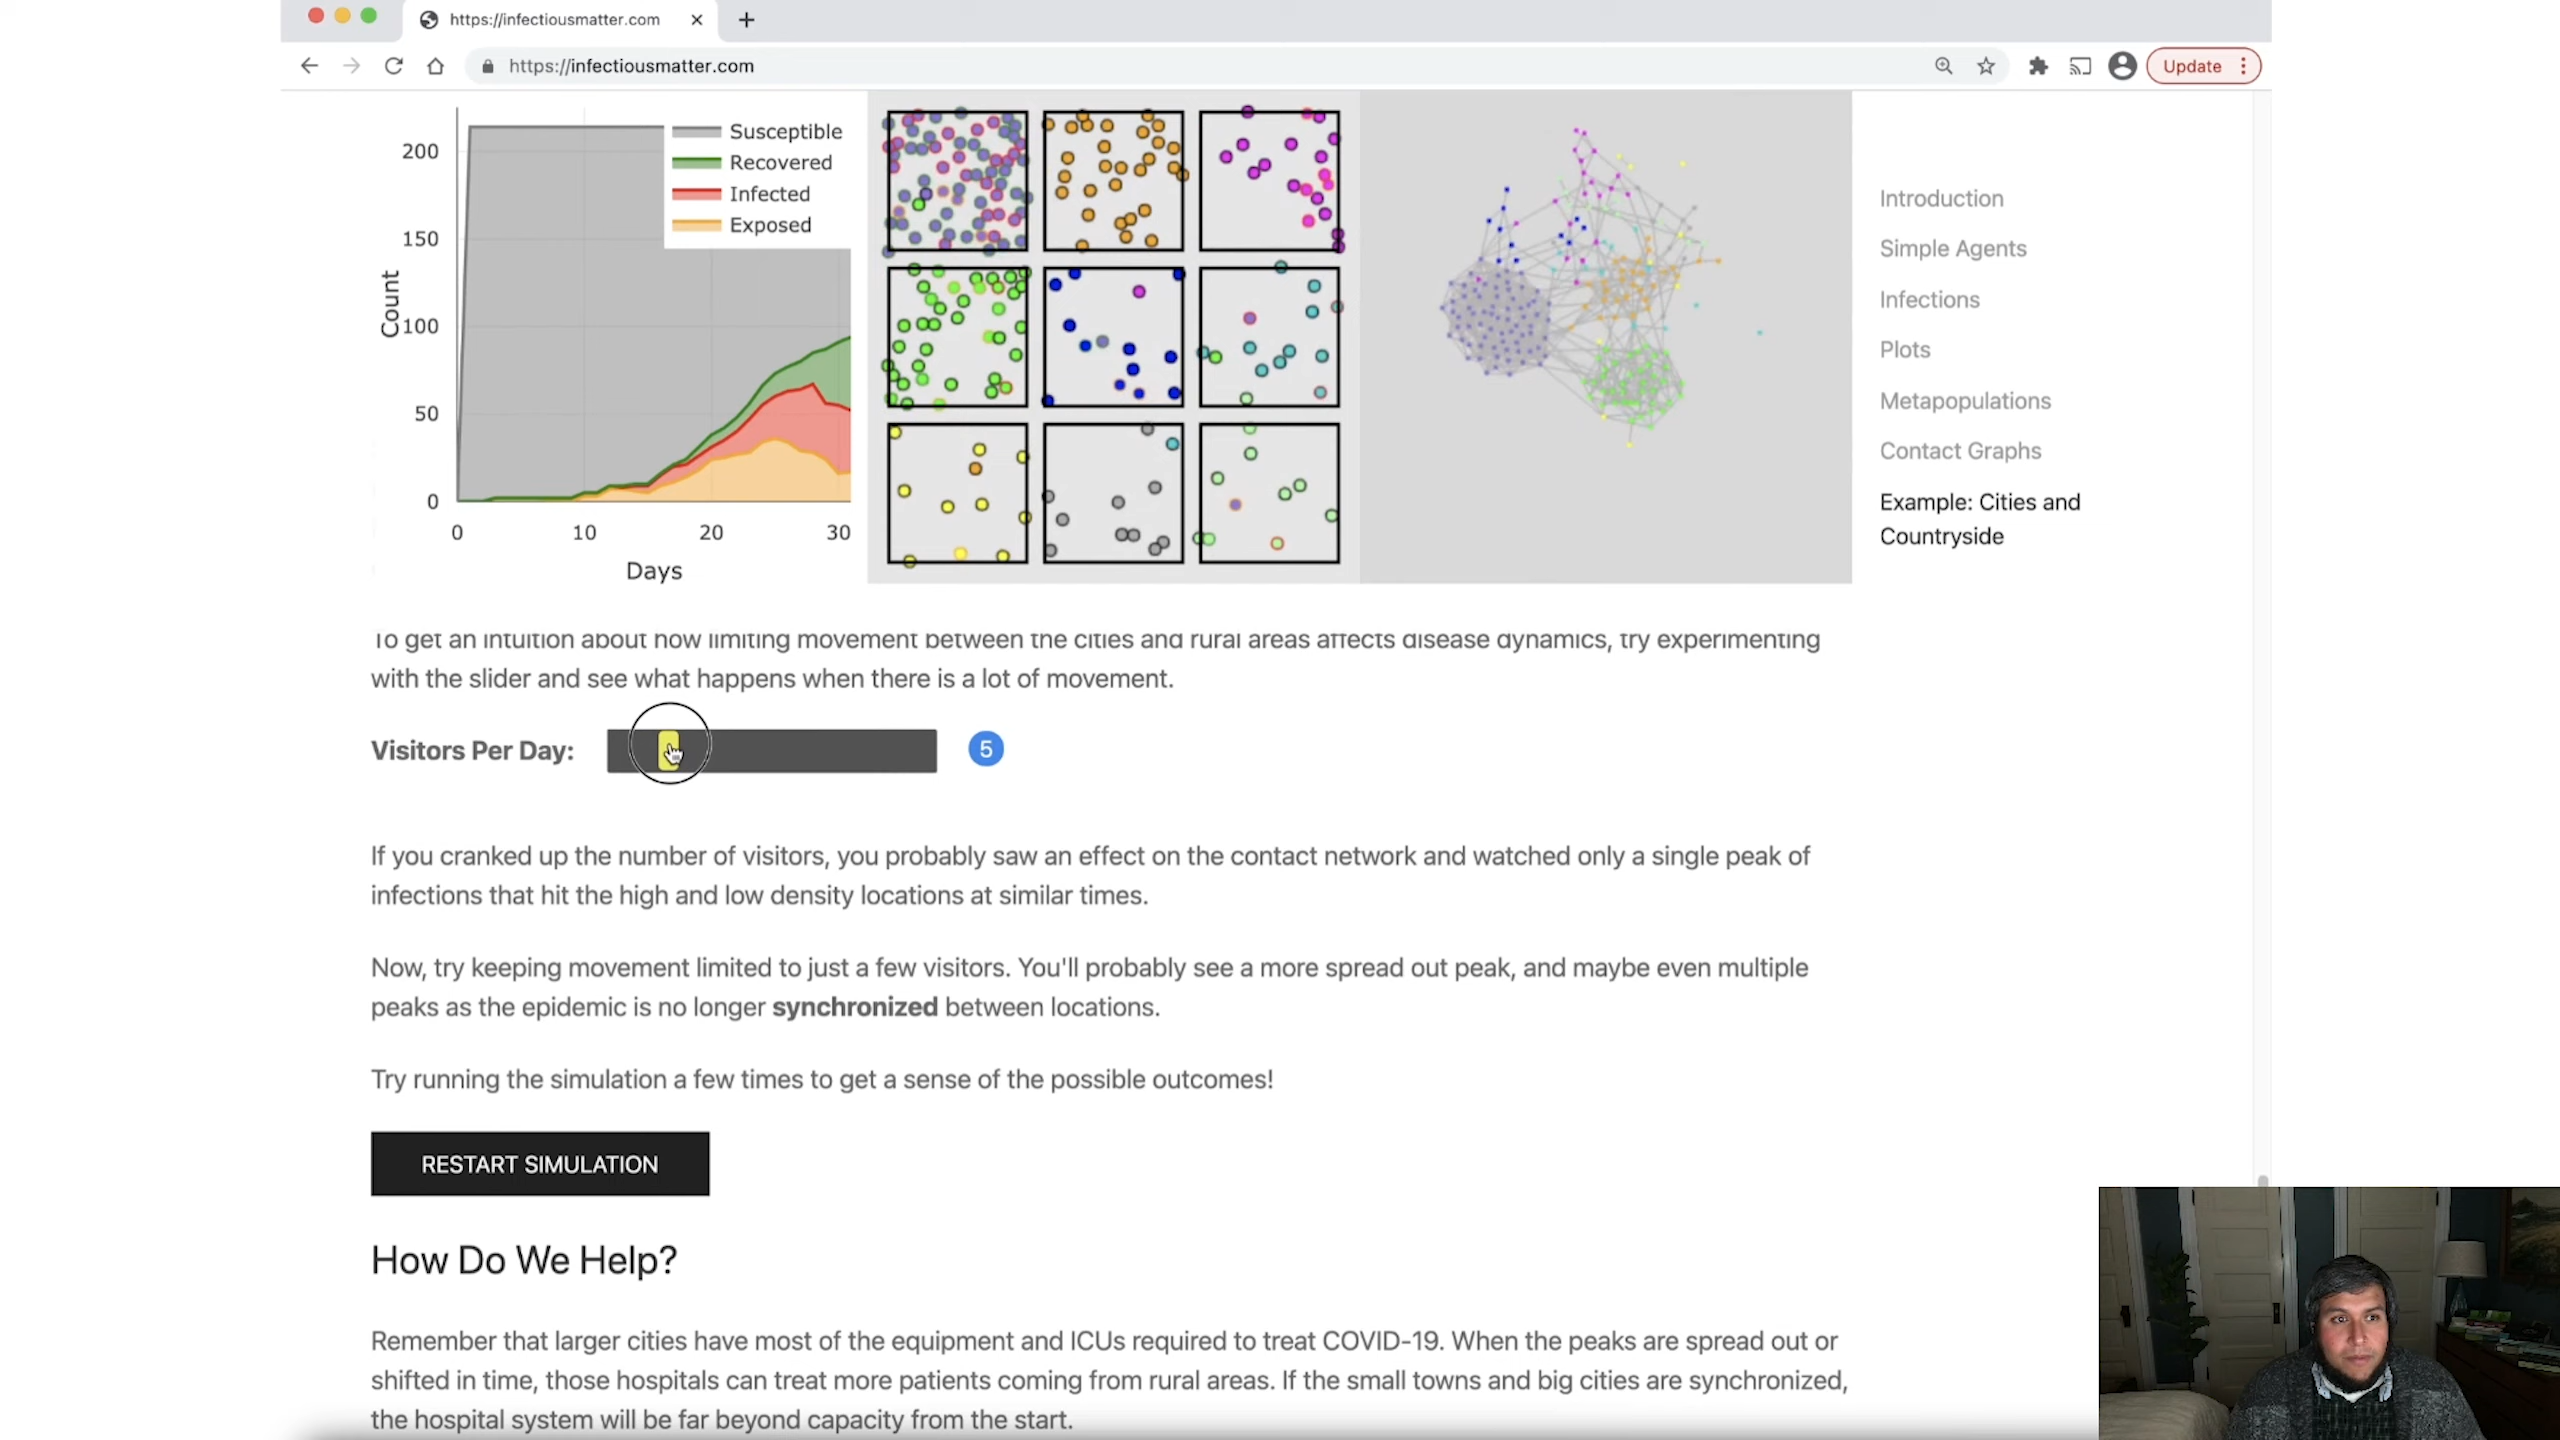 https://infectiousmatter.com
https://infectiousmatter.com
Update
Susceptible
Recovered
Infected
Exposed
200
150
100
50
0
Count
0 10 20 30
Days
Introduction
Simple Agents
Infections
Plots
Metapopulations
Contact Graphs
Example: Cities and
Countryside
To get an intuition about how limiting movement between the cities and rural areas affects disease dynamics, try experimenting
with the slider and see what happens when there is a lot of movement.
Visitors Per Day: 5
If you cranked up the number of visitors, you probably saw an effect on the contact network and watched only a single peak of
infections that hit the high and low density locations at similar times.
Now, try keeping movement limited to just a few visitors. You'll probably see a more spread out peak, and maybe even multiple
peaks as the epidemic is no longer synchronized between locations.
Try running the simulation a few times to get a sense of the possible outcomes!
RESTART SIMULATION
How Do We Help?
Remember that larger cities have most of the equipment and ICUs required to treat COVID-19. When the peaks are spread out or
shifted in time, those hospitals can treat more patients coming from rural areas. If the small towns and big cities are synchronized,
the hospital system will be far beyond capacity from the start.